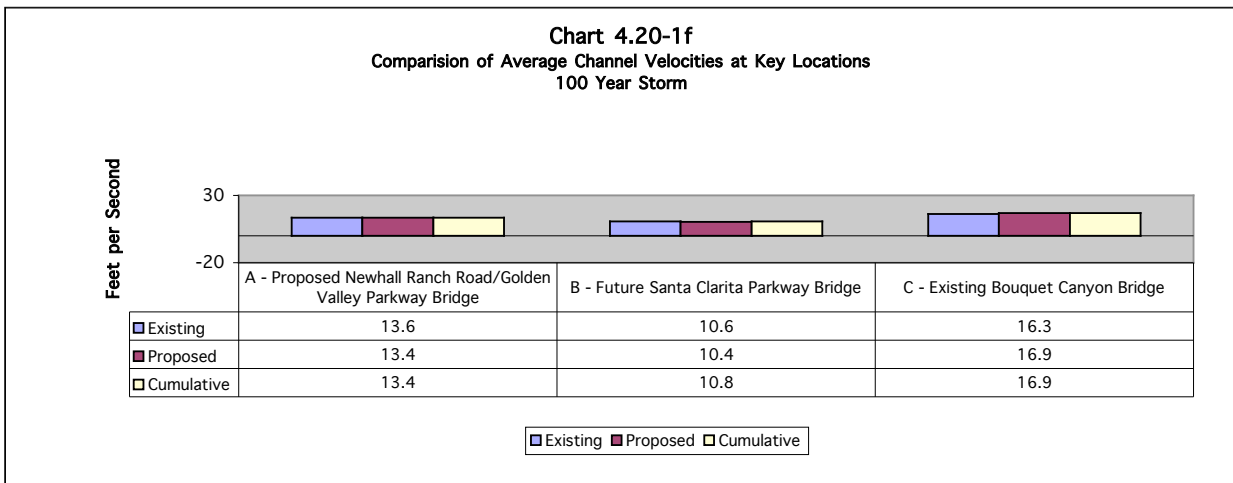 Chart 4.20-1f
Comparision of Average Channel Velocities at Key Locations
100 Year Storm
Feet per Second
30
-20
A - Proposed Newhall Ranch Road/Golden
Valley Parkway Bridge
B - Future Santa Clarita Parkway Bridge
C - Existing Bouquet Canyon Bridge
Existing 13.6 10.6 16.3
Proposed 13.4 10.4 16.9
Cumulative 13.4 10.8 16.9
Existing Proposed Cumulative